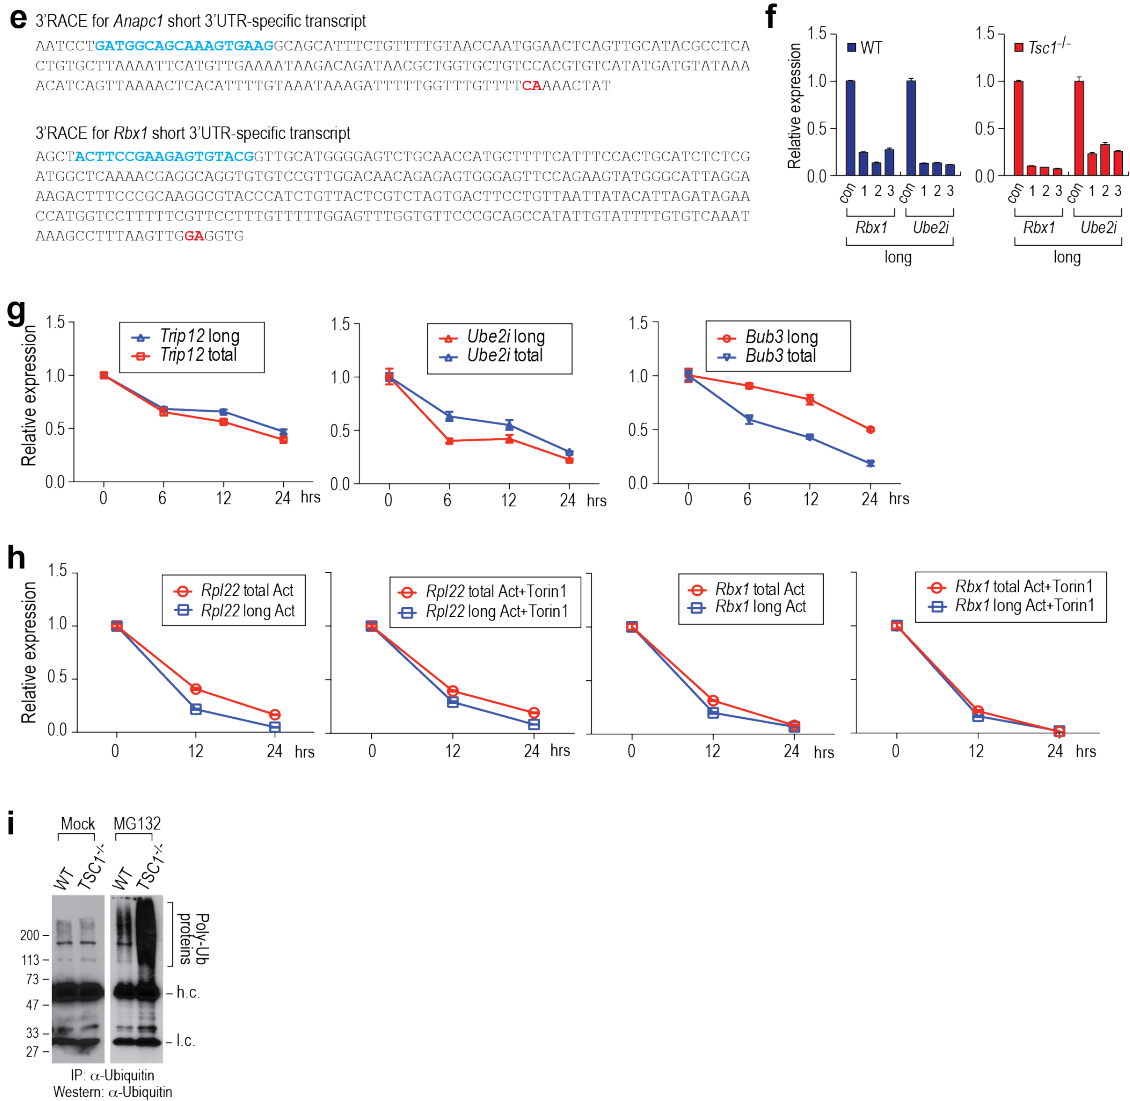 e
3'RACE for Anapc1 short 3'UTR-specific transcript
AATCCTGATGGCAGCAAAGTGAAGGCAGCATTTCTGTTTTGTAACCAATGGAACTCAGTTGCATACGCCTCA
CTGTGCTTAAAATTCATGTTGAAAATAAGACAGATAACGCTGGTGCTGTCCACGTGTCATATGATGTATAAA
ACATCAGTTAAAACTCACATTTTGTAAATAAAGATTTTTGGTTTGTTTTCAAAAACTAT
3'RACE for Rbx1 short 3'UTR-specific transcript
AGCTACTTCCGAAGAGTGTACGGTTGCATGGGGAGTCTGCAACCATGCTTTTCATTTCCACTGCATCTCTCG
ATGGCTCAAAACGAGGCAGGTGTGTCCGTTGGACAACAGAGAGTGGGAGTTCCAGAAGTATGGGCATTAGGA
AAGACTTTCCCGCAAGGCGTACCCATCTGTTACTCGTCTAGTGACTTCCTGTTAATTATACATTAGATAGAA
CCATGGTCCTTTTTCGTTCCTTTGTTTTTGGAGTTTGGTGTTCCCGCAGCCATATTGTATTTTGTGTCAAAT
AAAGCCTTTAAGTTGGAGGTG
f
Relative expression
1.5
1.0
0.5
0.0
WT
con 1 2 3 con 1 2 3
Rbx1 Ube2i
long
1.5
1.0
0.5
0.0
Tsc1-/-
con 1 2 3 con 1 2 3
Rbx1 Ube2i
long
g
Relative expression
1.5
1.0
0.5
0.0
Trip12 long
Trip12 total
0 6 12 24 hrs
1.5
1.0
0.5
0.0
Ube2i long
Ube2i total
0 6 12 24 hrs
1.5
1.0
0.5
0.0
Bub3 long
Bub3 total
0 6 12 24 hrs
h
Relative expression
1.5
1.0
0.5
0.0
Rpl22 total Act
Rpl22 long Act
0 12 24 hrs
Rpl22 total Act+Torin1
Rpl22 long Act+Torin1
0 12 24 hrs
Rbx1 total Act
Rbx1 long Act
0 12 24 hrs
Rbx1 total Act+Torin1
Rbx1 long Act+Torin1
0 12 24 hrs
i
Mock MG132
WT TSC1-/- WT TSC1-/-
Poly-Ub
proteins
200
113
73
47
33
27
h.c.
l.c.
IP: α-Ubiquitin
Western: α-Ubiquitin